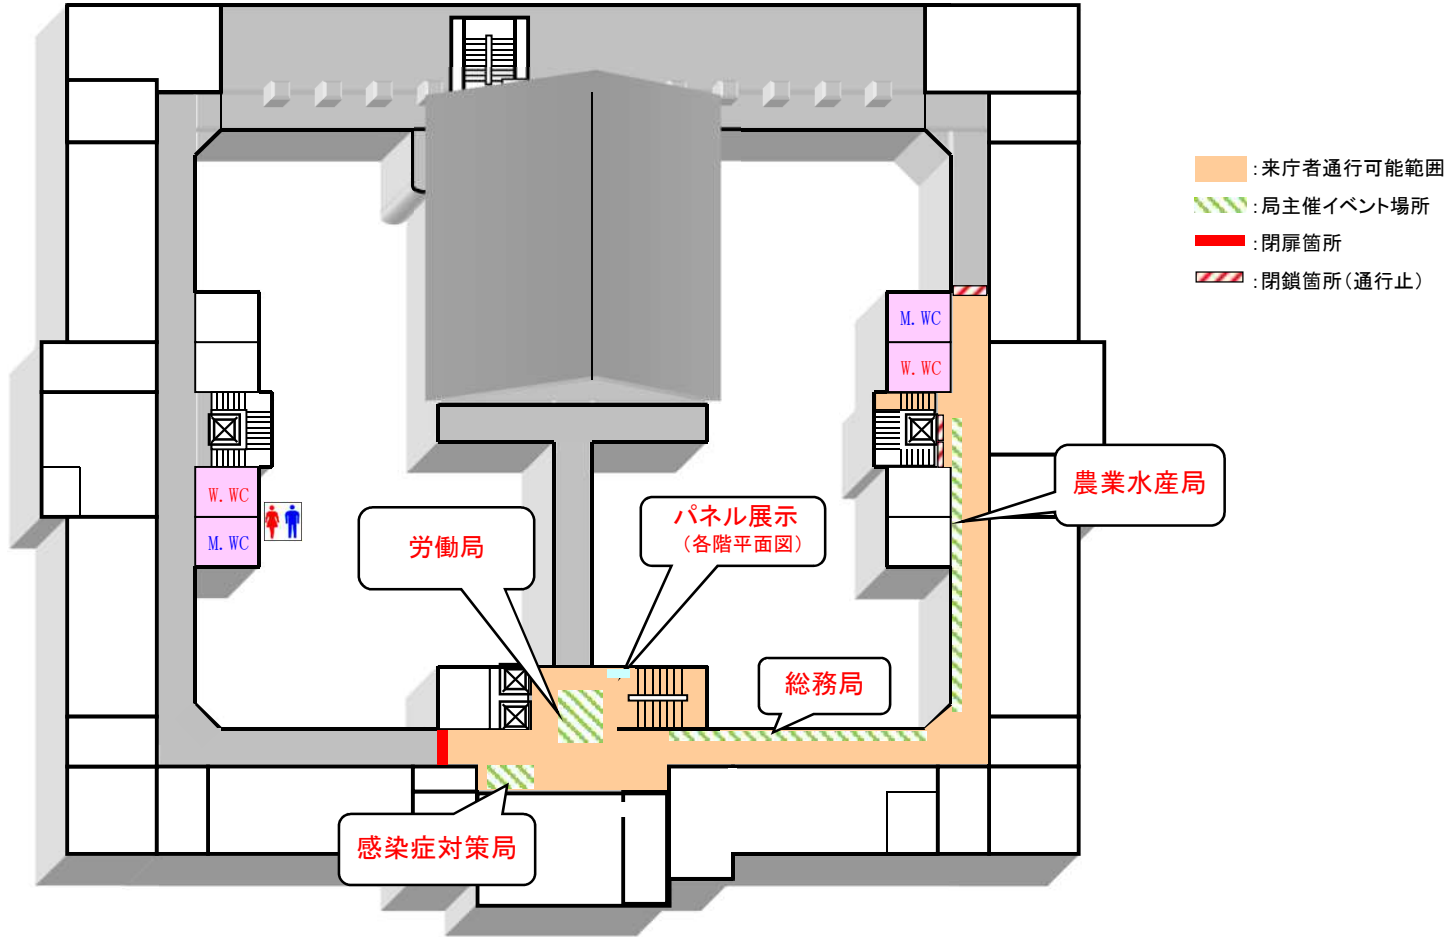 :来庁者通行可能範囲
:局主催イベント場所
:閉扉箇所
:閉鎖箇所(通行止)
M. WC
W. WC
農業水産局
W. WC
M. WC
パネル展示
(各階平面図)
労働局
総務局
感染症対策局